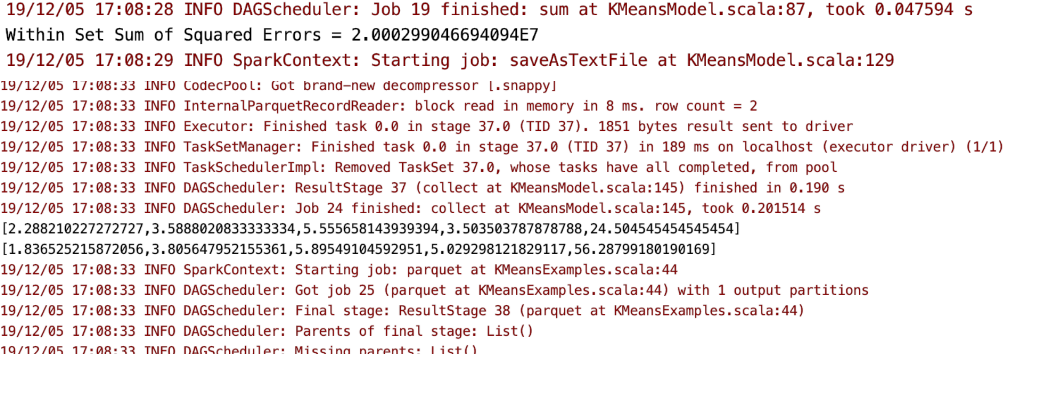 19/12/05 17:08:28 INFO DAGScheduler: Job 19 finished: sum at KMeansModel.scala:87, took 0.047594 s
Within Set Sum of Squared Errors = 2.000299046694094E7
19/12/05 17:08:29 INFO SparkContext: Starting job: saveAsTextFile at KMeansModel.scala:129
19/12/05 17:08:33 INFO CodecPool: Got brand-new decompressor [.snappy]
19/12/05 17:08:33 INFO InternalParquetRecordReader: block read in memory in 8 ms. row count = 2
19/12/05 17:08:33 INFO Executor: Finished task 0.0 in stage 37.0 (TID 37). 1851 bytes result sent to driver
19/12/05 17:08:33 INFO TaskSetManager: Finished task 0.0 in stage 37.0 (TID 37) in 189 ms on localhost (executor driver) (1/1)
19/12/05 17:08:33 INFO TaskSchedulerImpl: Removed TaskSet 37.0, whose tasks have all completed, from pool
19/12/05 17:08:33 INFO DAGScheduler: ResultStage 37 (collect at KMeansModel.scala:145) finished in 0.190 s
19/12/05 17:08:33 INFO DAGScheduler: Job 24 finished: collect at KMeansModel.scala:145, took 0.201514 s
[2.288210227272727,3.5888020833333334,5.555658143939394,3.503503787878788,24.504545454545454]
[1.836525215872056,3.805647952155361,5.89549104592951,5.029298121829117,56.28799180190169]
19/12/05 17:08:33 INFO SparkContext: Starting job: parquet at KMeansExamples.scala:44
19/12/05 17:08:33 INFO DAGScheduler: Got job 25 (parquet at KMeansExamples.scala:44) with 1 output partitions
19/12/05 17:08:33 INFO DAGScheduler: Final stage: ResultStage 38 (parquet at KMeansExamples.scala:44)
19/12/05 17:08:33 INFO DAGScheduler: Parents of final stage: List()
19/12/05 17:08:33 INFO DAGScheduler: Missing parents: List()